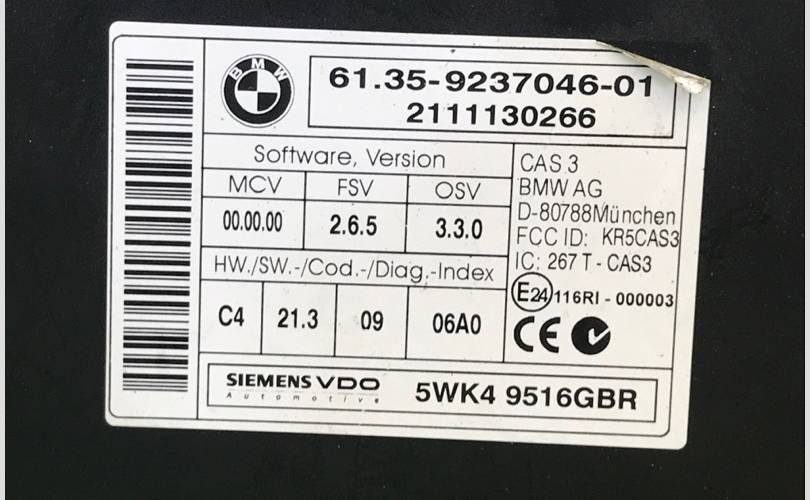 BMW
61.35-9237046-01
2111130266
Software, Version
MCV FSV OSV
00.00.00 2.6.5 3.3.0
HW./SW.-/Cod.-/Diag.-Index
C4 21.3 09 06A0
CAS 3
BMW AG
D-80788München
FCC ID: KR5CAS3
IC: 267 T - CAS3
E24 116RI - 000003
CE
SIEMENS VDO
Automotive
5WK4 9516GBR